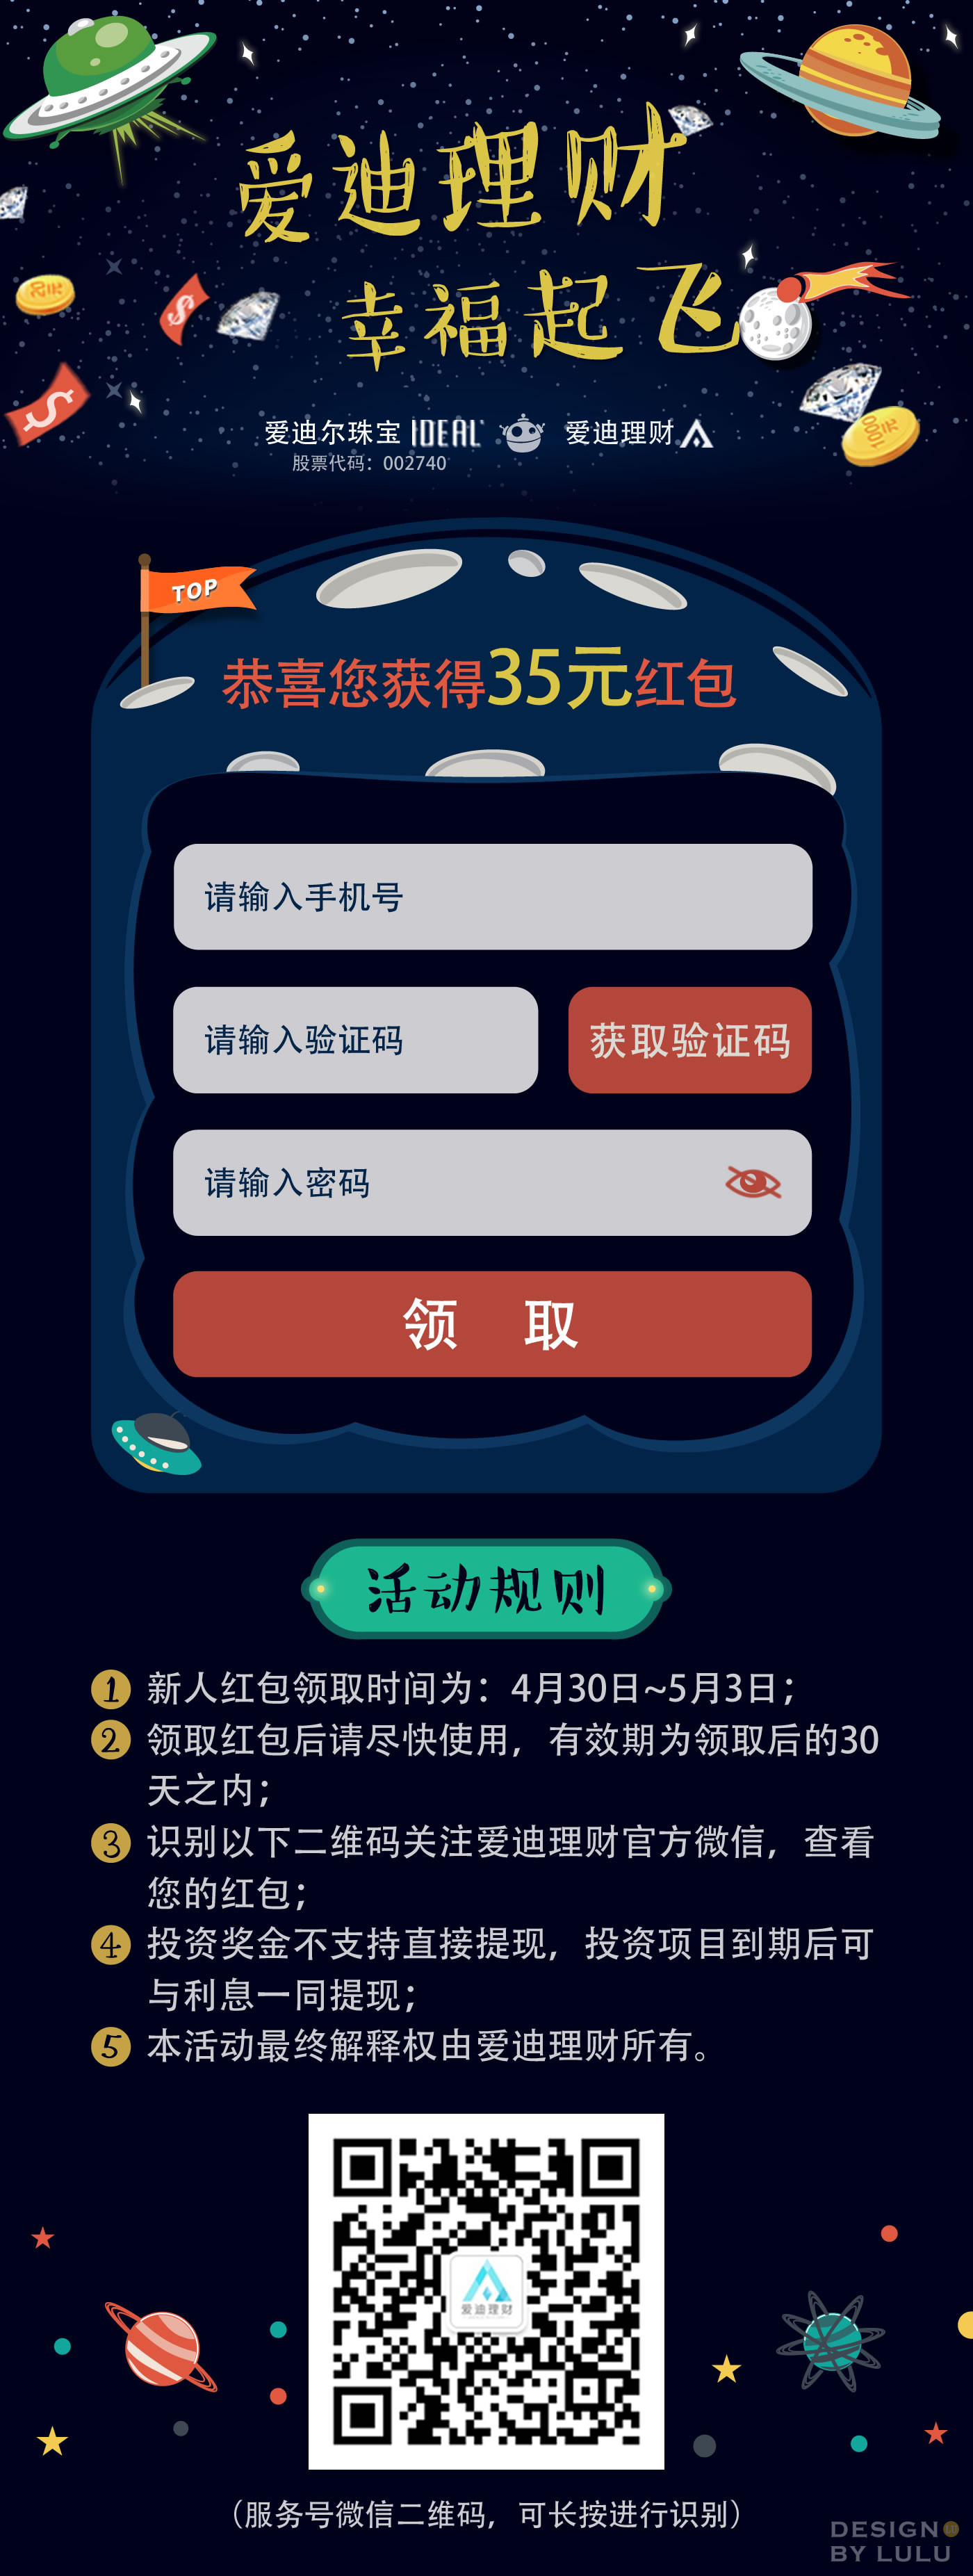 爱迪理财
幸福起飞
爱迪尔珠宝 IDEAL 爱迪理财
股票代码：002740
TOP
恭喜您获得35元红包
请输入手机号
请输入验证码 获取验证码
请输入密码
领 取
活动规则
1 新人红包领取时间为：4月30日~5月3日；
2 领取红包后请尽快使用，有效期为领取后的30
天之内；
3 识别以下二维码关注爱迪理财官方微信，查看
您的红包；
4 投资奖金不支持直接提现，投资项目到期后可
与利息一同提现；
5 本活动最终解释权由爱迪理财所有。
爱迪理财
（服务号微信二维码，可长按进行识别）
DESIGN
BY LULU